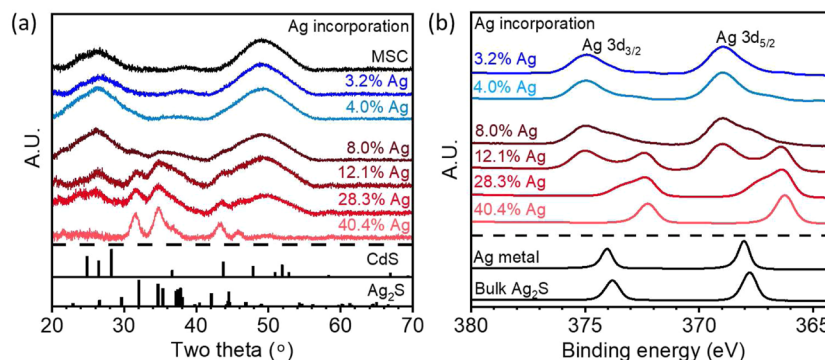 (a)
Ag incorporation
MSC
3.2% Ag
4.0% Ag
8.0% Ag
12.1% Ag
28.3% Ag
40.4% Ag
CdS
Ag₂S
A.U.
20 30 40 50 60 70
Two theta (°)
(b)
Ag incorporation
Ag 3d₃/₂ Ag 3d₅/₂
3.2% Ag
4.0% Ag
8.0% Ag
12.1% Ag
28.3% Ag
40.4% Ag
Ag metal
Bulk Ag₂S
A.U.
380 375 370 365
Binding energy (eV)